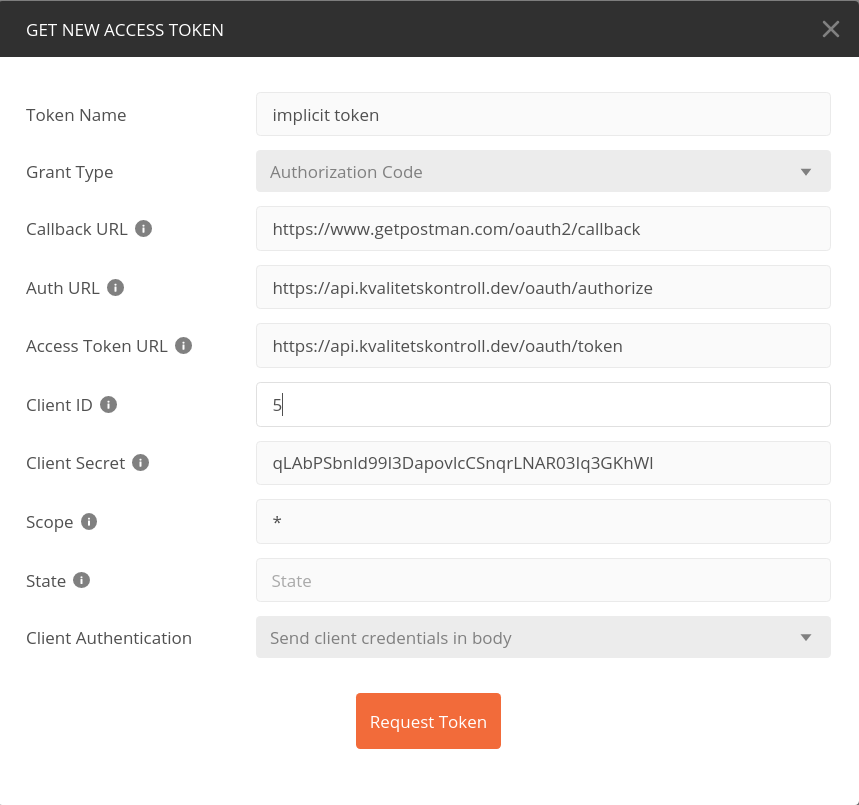 GET NEW ACCESS TOKEN
Token Name
implicit token
Grant Type
Authorization Code
Callback URL
https://www.getpostman.com/oauth2/callback
Auth URL
https://api.kvalitetskontroll.dev/oauth/authorize
Access Token URL
https://api.kvalitetskontroll.dev/oauth/token
Client ID
5
Client Secret
Scope
*
State
State
Client Authentication
Send client credentials in body
Request Token